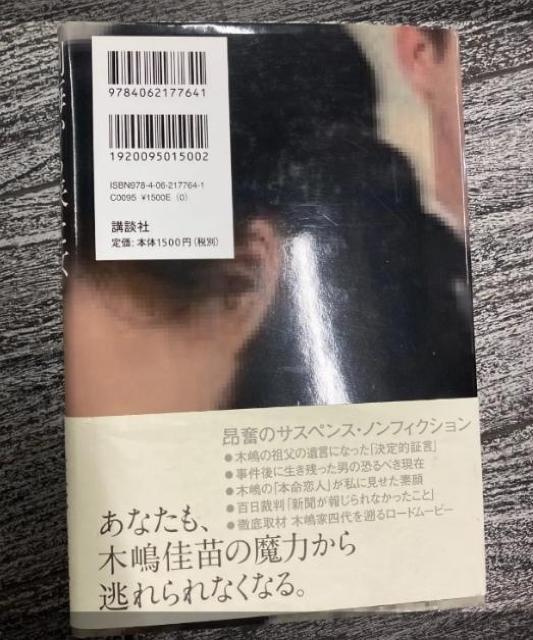 9784062177641
1920095015002
ISBN978-4-06-217764-1
C0095 ¥1500E (0)
講談社
定価:本体1500円(税別)
昂奮のサスペンス・ノンフィクション
●木嶋の祖父の遺言になった「決定的証言」
●事件後に生き残った男の恐るべき現在
●木嶋の「本命恋人」が私に見せた素顔
●百日裁判「新聞が報じられなかったこと」
●徹底取材 木嶋家四代を遡るロードムービー
あなたも、
木嶋佳苗の魔力から
逃れられなくなる。